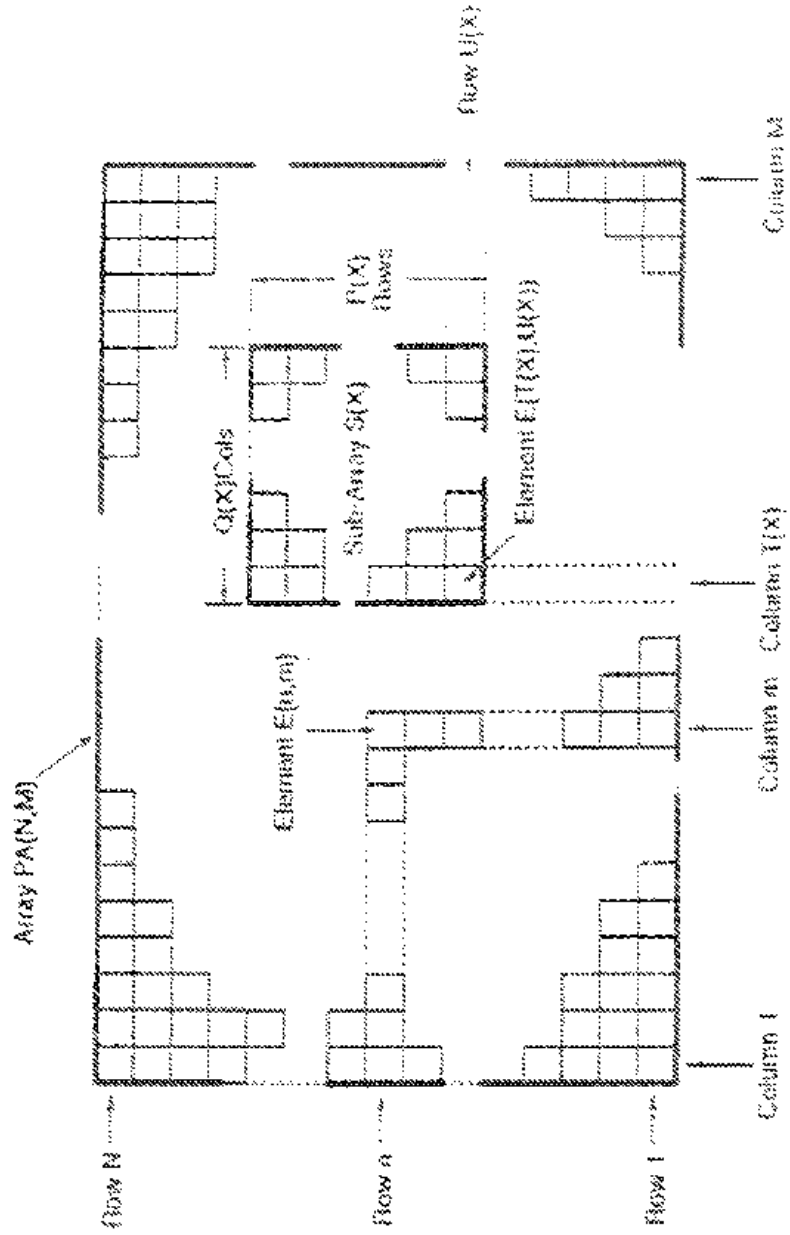 Array PA(N,M)
Row N
Row n
Row 1
Column 1
Column m
Column T(X)
Column M
Row U(X)
Element E(n,m)
Q(X)Cols
P(X)
Rows
Sub-Array S(X)
Element E(T(X),U(X))